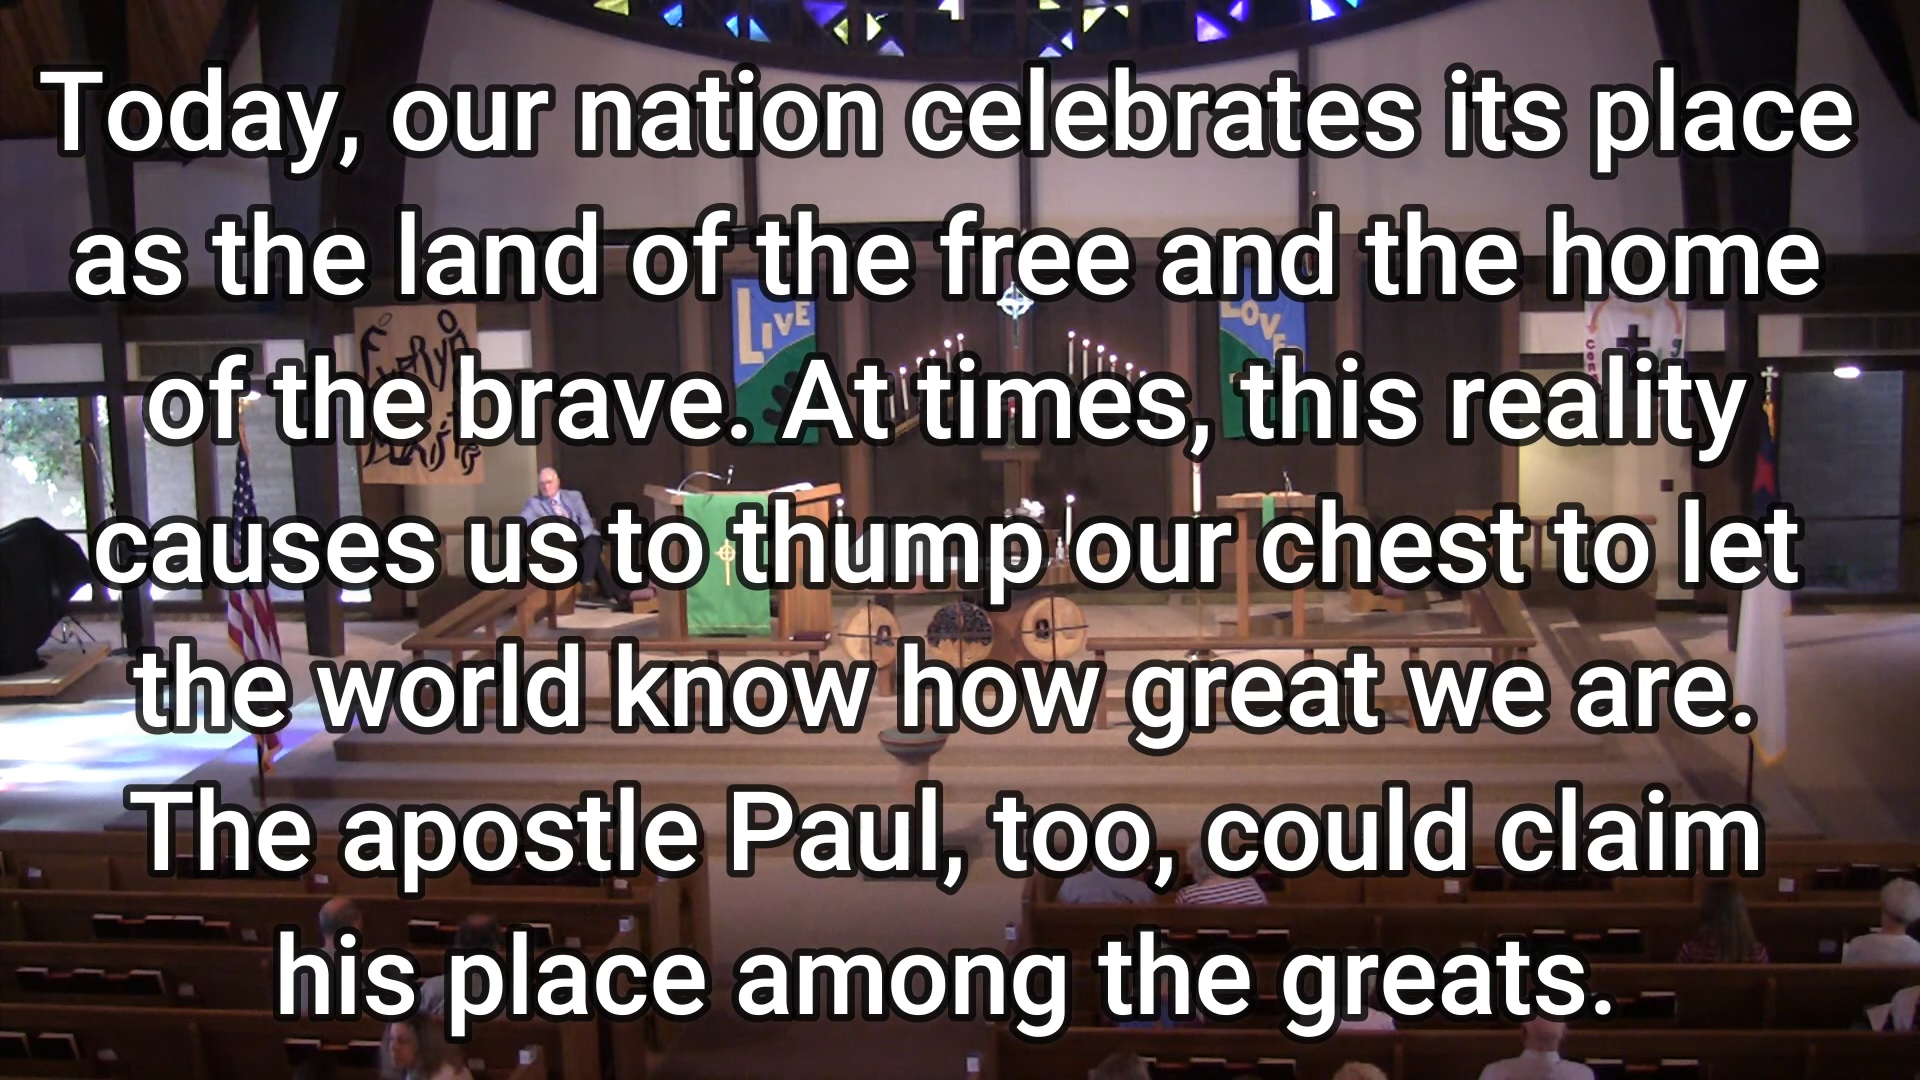 Today, our nation celebrates its place
as the land of the free and the home
of the brave. At times, this reality
causes us to thump our chest to let
the world know how great we are.
The apostle Paul, too, could claim
his place among the greats.
LIVE
LOVE